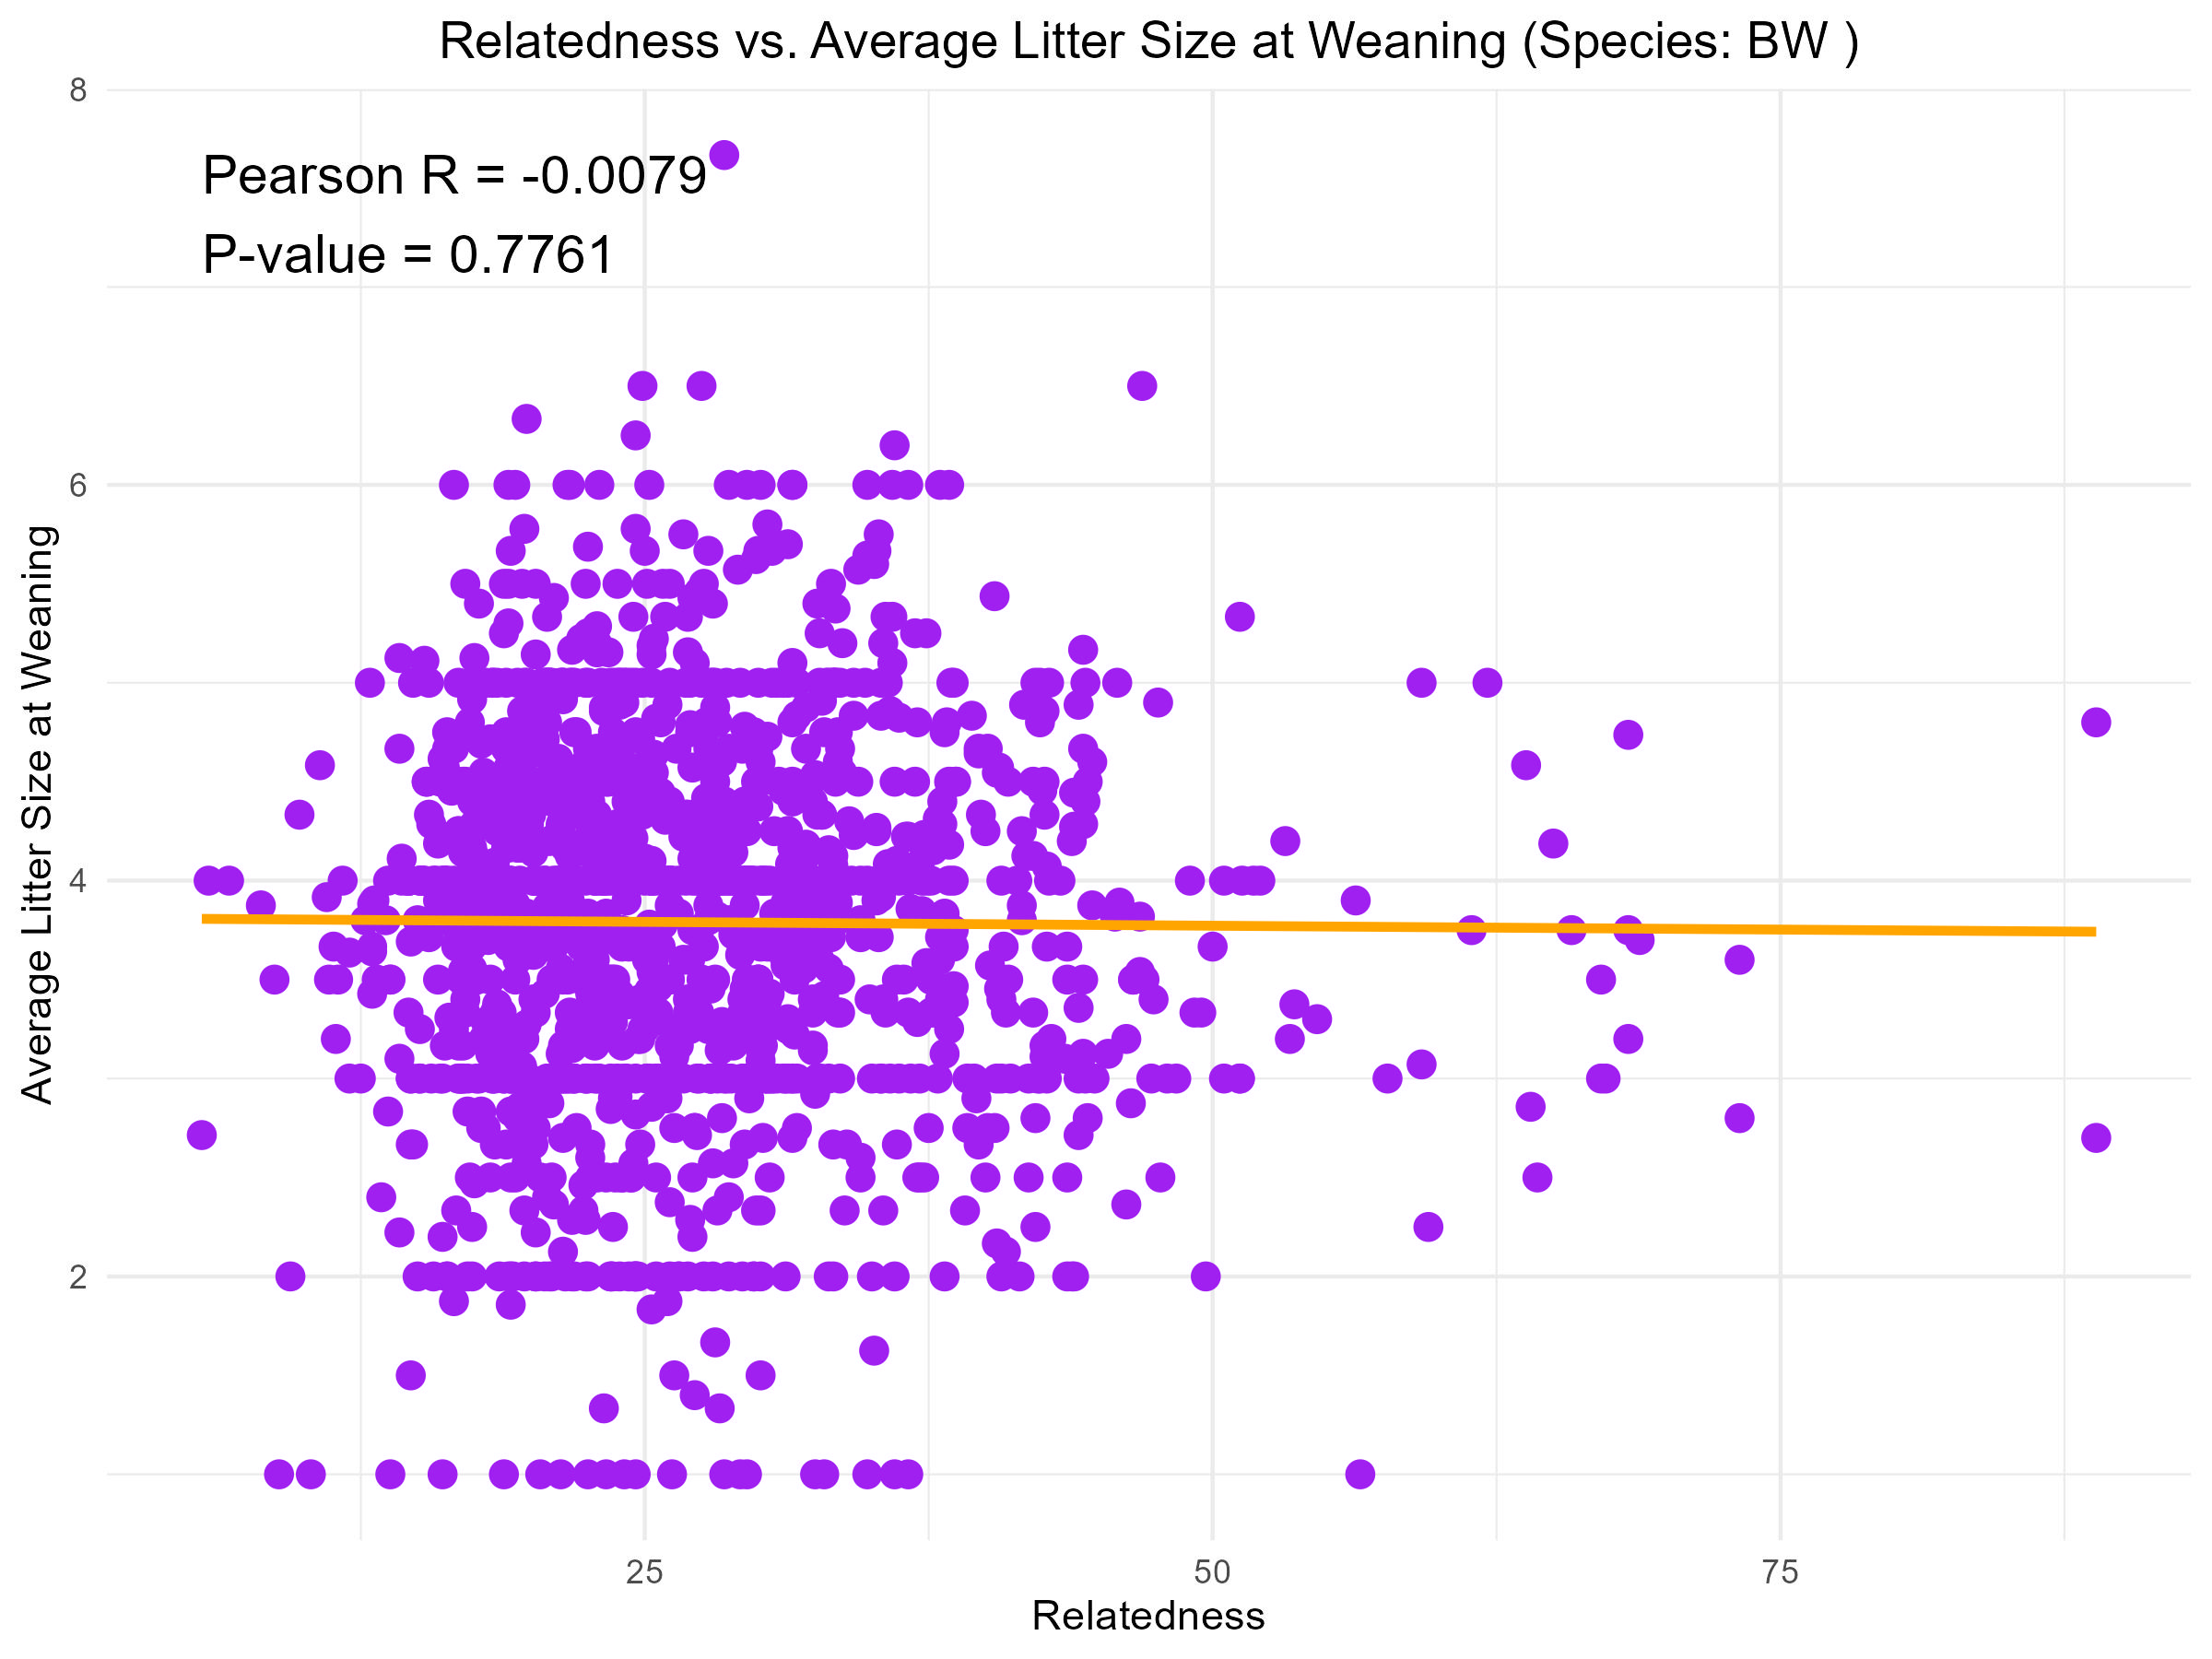 Relatedness vs. Average Litter Size at Weaning (Species: BW )
Pearson R = -0.0079
P-value = 0.7761
Average Litter Size at Weaning
8
6
4
2
25
50
75
Relatedness